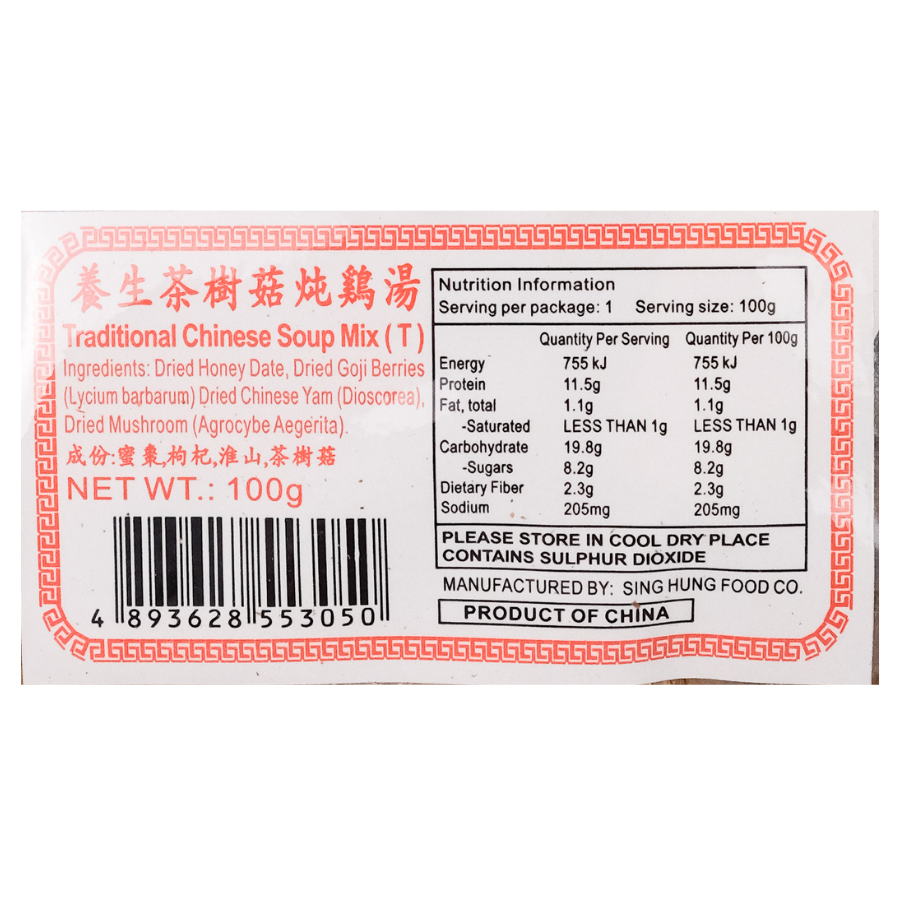 養生茶樹菇炖鷄湯
Traditional Chinese Soup Mix ( T )
Ingredients: Dried Honey Date, Dried Goji Berries
(Lycium barbarum) Dried Chinese Yam (Dioscorea),
Dried Mushroom (Agrocybe Aegerita).
成份:蜜棗,枸杞,淮山,茶樹菇
NET WT.: 100g
4 893628 553050
Nutrition Information
Serving per package: 1 Serving size: 100g
Quantity Per Serving Quantity Per 100g
Energy 755 kJ 755 kJ
Protein 11.5g 11.5g
Fat, total 1.1g 1.1g
-Saturated LESS THAN 1g LESS THAN 1g
Carbohydrate 19.8g 19.8g
-Sugars 8.2g 8.2g
Dietary Fiber 2.3g 2.3g
Sodium 205mg 205mg
PLEASE STORE IN COOL DRY PLACE
CONTAINS SULPHUR DIOXIDE
MANUFACTURED BY: SING HUNG FOOD CO.
PRODUCT OF CHINA